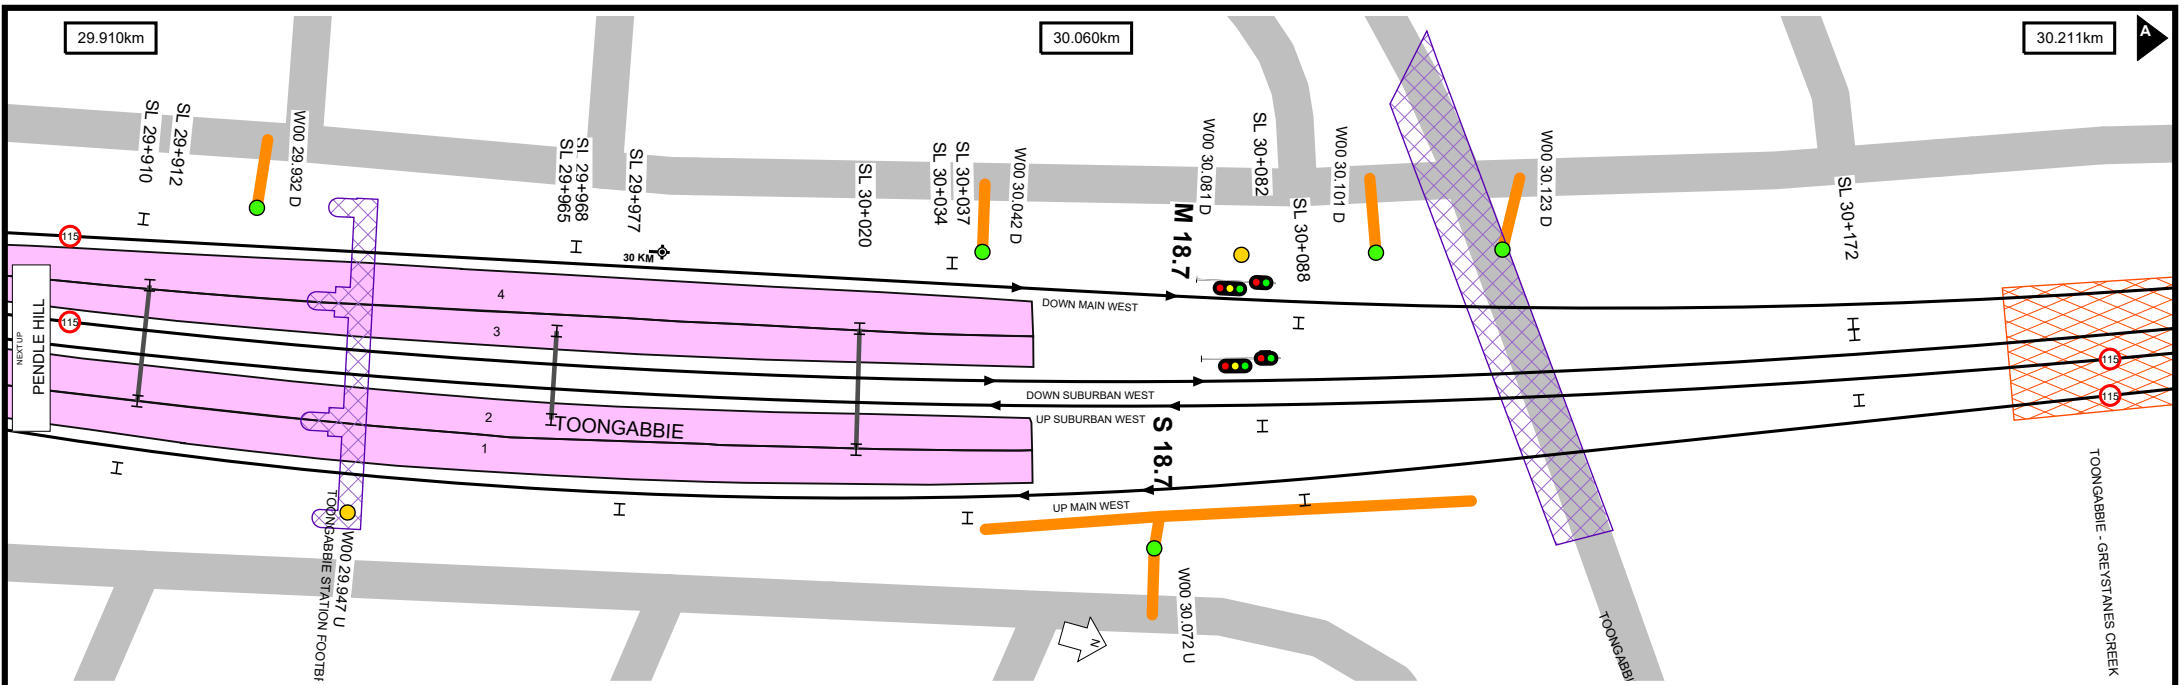 29.910km
30.060km
30.211km
A
SL 29+910
SL 29+912
W00 29.932 D
SL 29+965
SL 29+968
SL 29+977
SL 30+020
SL 30+034
SL 30+037
W00 30.042 D
W00 30.081 D
SL 30+082
SL 30+088
W00 30.101 D
W00 30.123 D
SL 30+172
M 18.7
S 18.7
115
115
115
115
30 KM
NEXT UP
PENDLE HILL
4
3
2
1
TOONGABBIE
DOWN MAIN WEST
DOWN SUBURBAN WEST
UP SUBURBAN WEST
UP MAIN WEST
W00 29.947 U
TOONGABBIE STATION FOOTBR
W00 30.072 U
N
TOONGABBI
TOONGABBIE - GREYSTANES CREEK